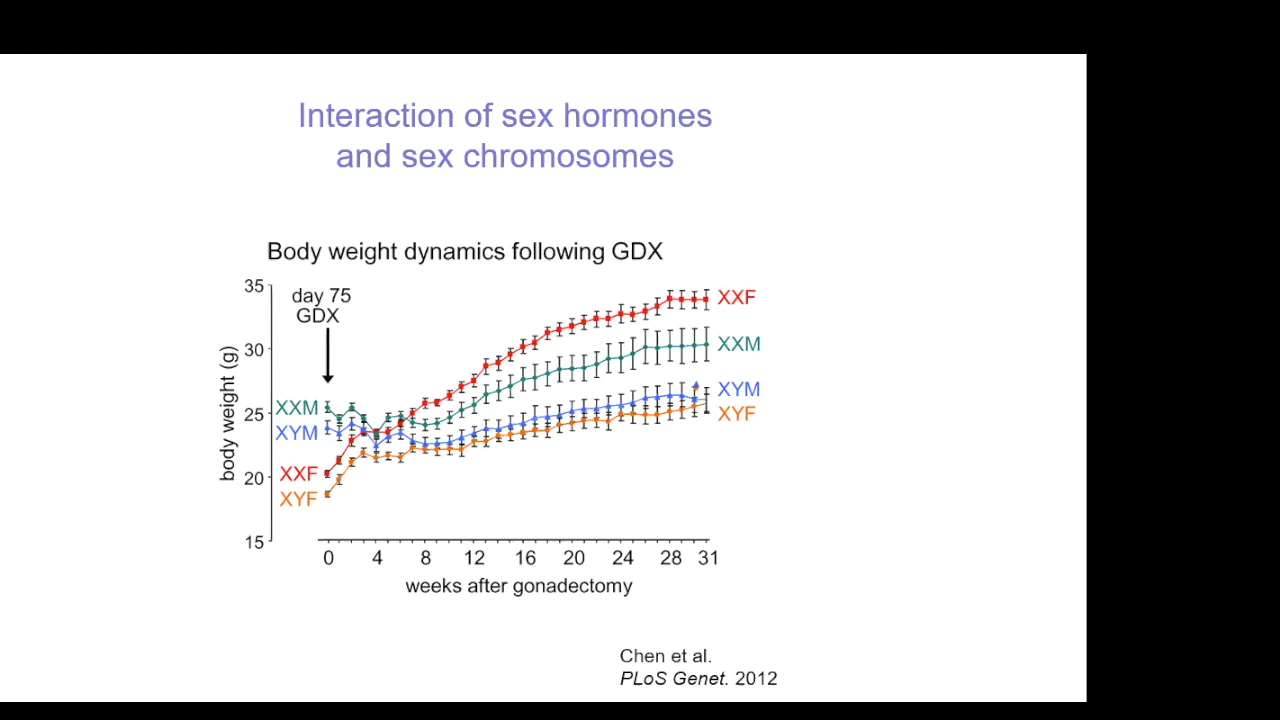 Interaction of sex hormones
and sex chromosomes
Body weight dynamics following GDX
day 75
GDX
body weight (g)
35
30
25
20
15
XXM
XYM
XXF
XYF
XXF
XXM
XYM
XYF
0 4 8 12 16 20 24 28 31
weeks after gonadectomy
Chen et al.
PLoS Genet. 2012